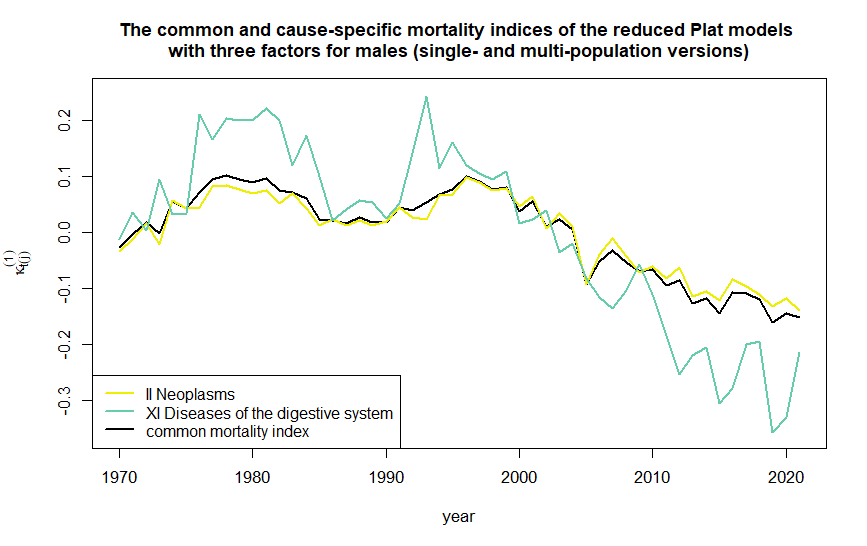 The common and cause-specific mortality indices of the reduced Plat models
with three factors for males (single- and multi-population versions)
0.2
0.1
0.0
-0.1
-0.2
-0.3
κ t(j) (1)
II Neoplasms
XI Diseases of the digestive system
common mortality index
1970 1980 1990 2000 2010 2020
year